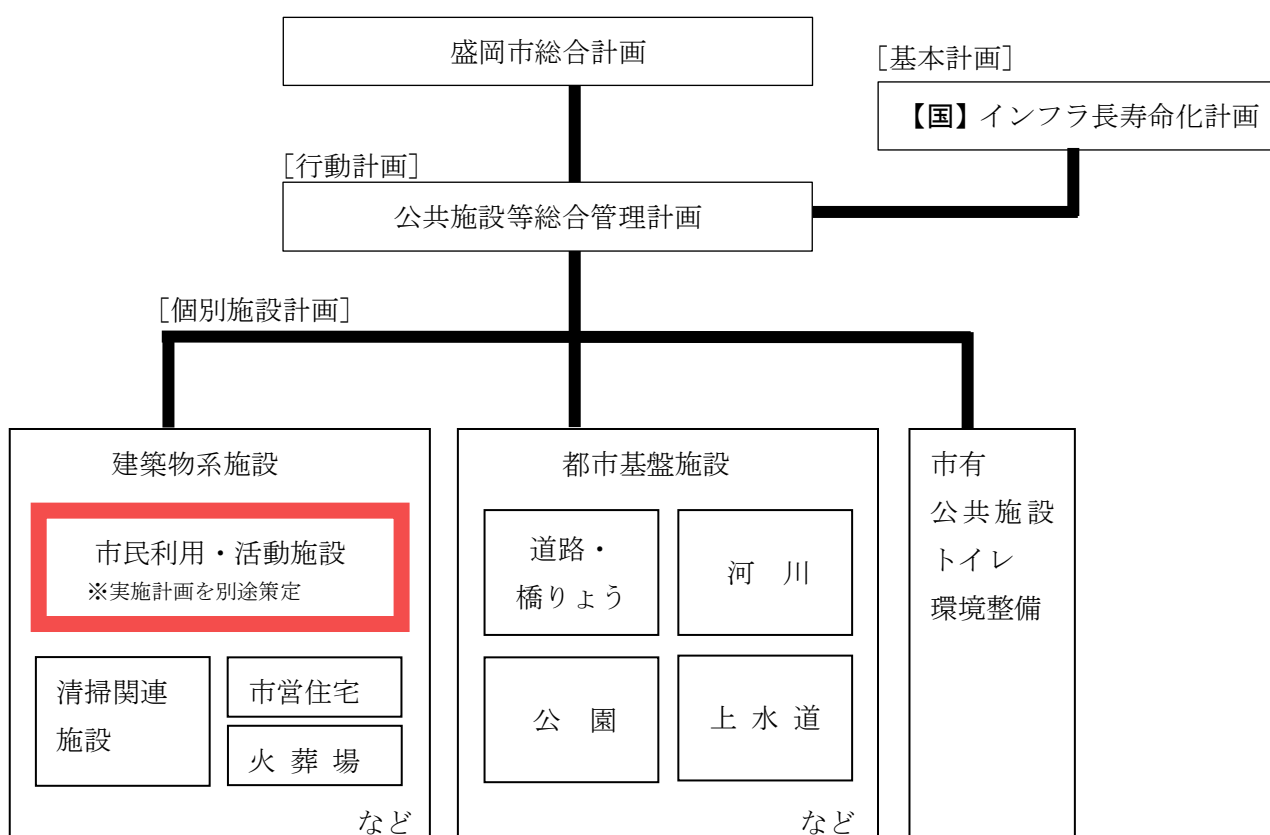 盛岡市総合計画
［基本計画］
【国】インフラ長寿命化計画
［行動計画］
公共施設等総合管理計画
［個別施設計画］
建築物系施設
市民利用・活動施設
※実施計画を別途策定
清掃関連
施設
市営住宅
火 葬 場
など
都市基盤施設
道路・
橋りょう
河　川
公　園
上 水 道
など
市有
公共施設
トイレ
環境整備